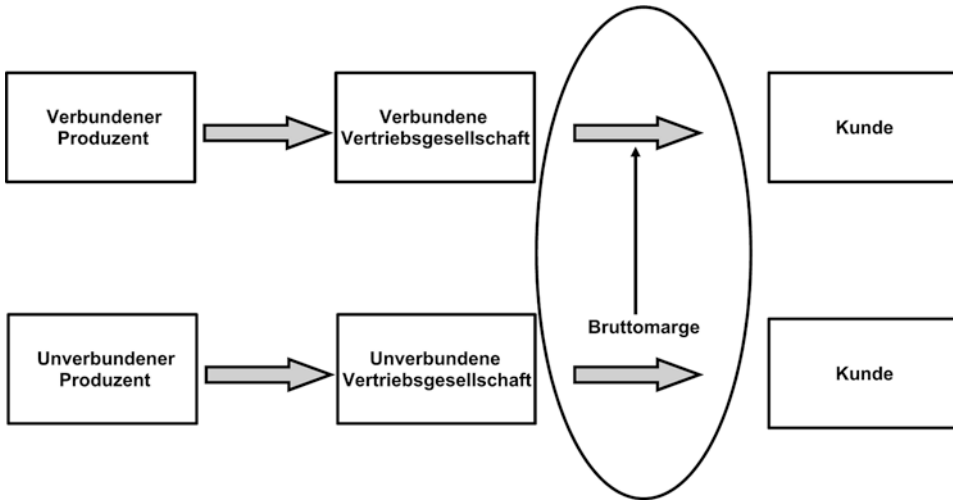 Verbundener
Produzent
Verbundene
Vertriebsgesellschaft
Kunde
Bruttomarge
Unverbundener
Produzent
Unverbundene
Vertriebsgesellschaft
Kunde